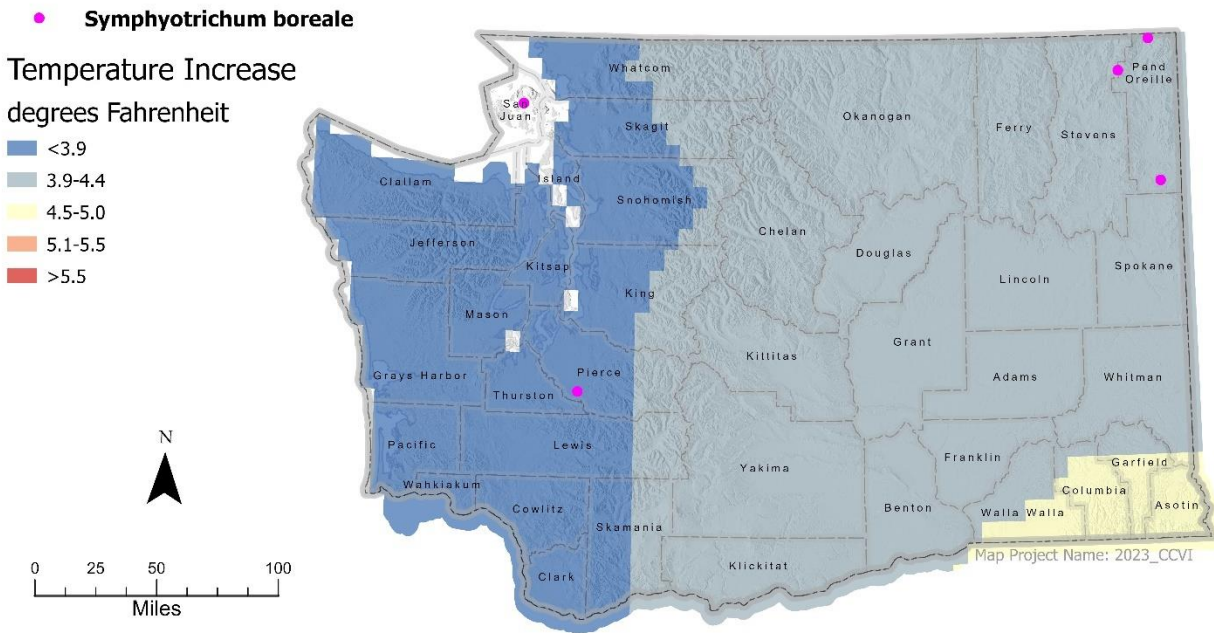 Symphyotrichum boreale
Temperature Increase
degrees Fahrenheit
<3.9
3.9-4.4
4.5-5.0
5.1-5.5
>5.5
Whatcom
San
Juan
Skagit
Okanogan
Ferry
Stevens
Pand
Oreille
Clallam
Island
Snohomish
Jefferson
Chelan
Douglas
Kitsap
King
Lincoln
Spokane
Mason
Grays Harbor
Thurston
Pierce
Kittitas
Grant
Adams
Whitman
Pacific
Lewis
Yakima
Franklin
Garfield
Wahkiakum
Cowlitz
Skamania
Benton
Walla Walla
Columbia
Asotin
Clark
Klickitat
Map Project Name: 2023_CCVI
N
0 25 50 100
Miles